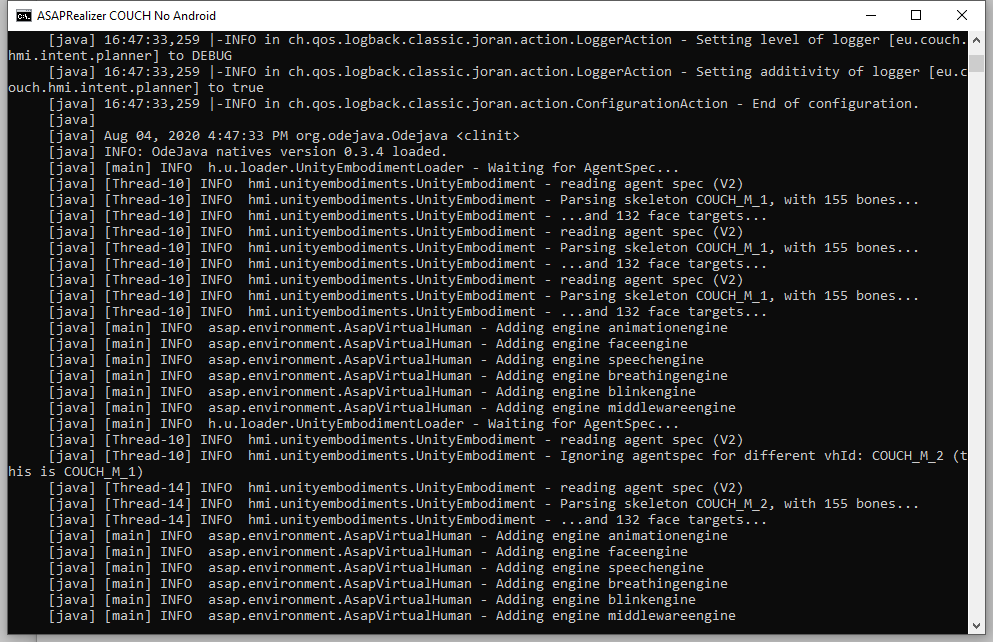 ASAPRealizer COUCH No Android
[java] 16:47:33,259 |-INFO in ch.qos.logback.classic.joran.action.LoggerAction - Setting level of logger [eu.couch.
hmi.intent.planner] to DEBUG
[java] 16:47:33,259 |-INFO in ch.qos.logback.classic.joran.action.LoggerAction - Setting additivity of logger [eu.c
ouch.hmi.intent.planner] to true
[java] 16:47:33,259 |-INFO in ch.qos.logback.classic.joran.action.ConfigurationAction - End of configuration.
[java]
[java] Aug 04, 2020 4:47:33 PM org.odejava.Odejava <clinit>
[java] INFO: OdeJava natives version 0.3.4 loaded.
[java] [main] INFO  h.u.loader.UnityEmbodimentLoader - Waiting for AgentSpec...
[java] [Thread-10] INFO  hmi.unityembodiments.UnityEmbodiment - reading agent spec (V2)
[java] [Thread-10] INFO  hmi.unityembodiments.UnityEmbodiment - Parsing skeleton COUCH_M_1, with 155 bones...
[java] [Thread-10] INFO  hmi.unityembodiments.UnityEmbodiment - ...and 132 face targets...
[java] [Thread-10] INFO  hmi.unityembodiments.UnityEmbodiment - reading agent spec (V2)
[java] [Thread-10] INFO  hmi.unityembodiments.UnityEmbodiment - Parsing skeleton COUCH_M_1, with 155 bones...
[java] [Thread-10] INFO  hmi.unityembodiments.UnityEmbodiment - ...and 132 face targets...
[java] [Thread-10] INFO  hmi.unityembodiments.UnityEmbodiment - reading agent spec (V2)
[java] [Thread-10] INFO  hmi.unityembodiments.UnityEmbodiment - Parsing skeleton COUCH_M_1, with 155 bones...
[java] [Thread-10] INFO  hmi.unityembodiments.UnityEmbodiment - ...and 132 face targets...
[java] [main] INFO  asap.environment.AsapVirtualHuman - Adding engine animationengine
[java] [main] INFO  asap.environment.AsapVirtualHuman - Adding engine faceengine
[java] [main] INFO  asap.environment.AsapVirtualHuman - Adding engine speechengine
[java] [main] INFO  asap.environment.AsapVirtualHuman - Adding engine breathingengine
[java] [main] INFO  asap.environment.AsapVirtualHuman - Adding engine blinkengine
[java] [main] INFO  asap.environment.AsapVirtualHuman - Adding engine middlewareengine
[java] [main] INFO  h.u.loader.UnityEmbodimentLoader - Waiting for AgentSpec...
[java] [Thread-10] INFO  hmi.unityembodiments.UnityEmbodiment - reading agent spec (V2)
[java] [Thread-10] INFO  hmi.unityembodiments.UnityEmbodiment - Ignoring agentspec for different vhId: COUCH_M_2 (t
his is COUCH_M_1)
[java] [Thread-14] INFO  hmi.unityembodiments.UnityEmbodiment - reading agent spec (V2)
[java] [Thread-14] INFO  hmi.unityembodiments.UnityEmbodiment - Parsing skeleton COUCH_M_2, with 155 bones...
[java] [Thread-14] INFO  hmi.unityembodiments.UnityEmbodiment - ...and 132 face targets...
[java] [main] INFO  asap.environment.AsapVirtualHuman - Adding engine animationengine
[java] [main] INFO  asap.environment.AsapVirtualHuman - Adding engine faceengine
[java] [main] INFO  asap.environment.AsapVirtualHuman - Adding engine speechengine
[java] [main] INFO  asap.environment.AsapVirtualHuman - Adding engine breathingengine
[java] [main] INFO  asap.environment.AsapVirtualHuman - Adding engine blinkengine
[java] [main] INFO  asap.environment.AsapVirtualHuman - Adding engine middlewareengine